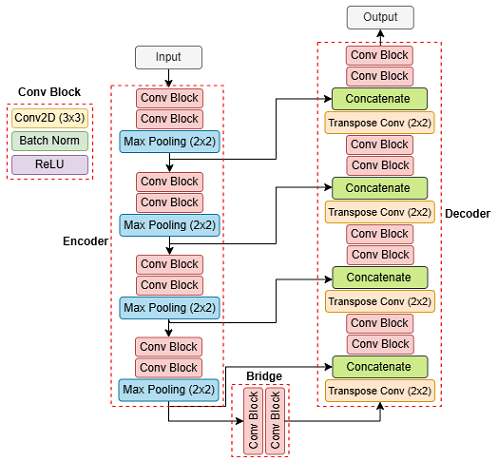 Input
Conv Block
Conv Block
Max Pooling (2x2)
Conv Block
Conv Block
Max Pooling (2x2)
Conv Block
Conv Block
Max Pooling (2x2)
Conv Block
Conv Block
Max Pooling (2x2)
Encoder
Conv Block
Conv2D (3x3)
Batch Norm
ReLU
Bridge
Conv Block
Conv Block
Output
Conv Block
Conv Block
Concatenate
Transpose Conv (2x2)
Conv Block
Conv Block
Concatenate
Transpose Conv (2x2)
Conv Block
Conv Block
Concatenate
Transpose Conv (2x2)
Conv Block
Conv Block
Concatenate
Transpose Conv (2x2)
Decoder